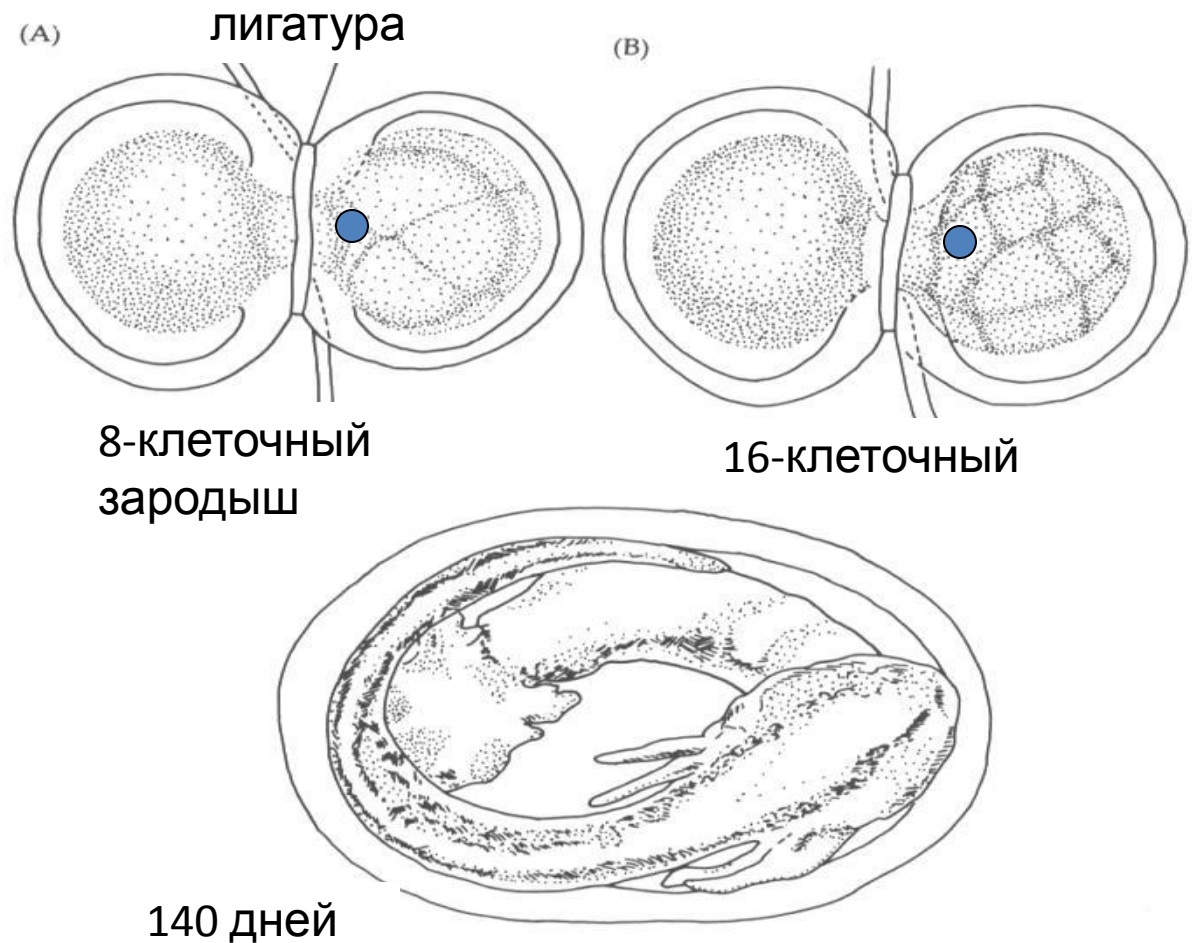 (A)
лигатура
(B)
8-клеточный
зародыш
16-клеточный
140 дней